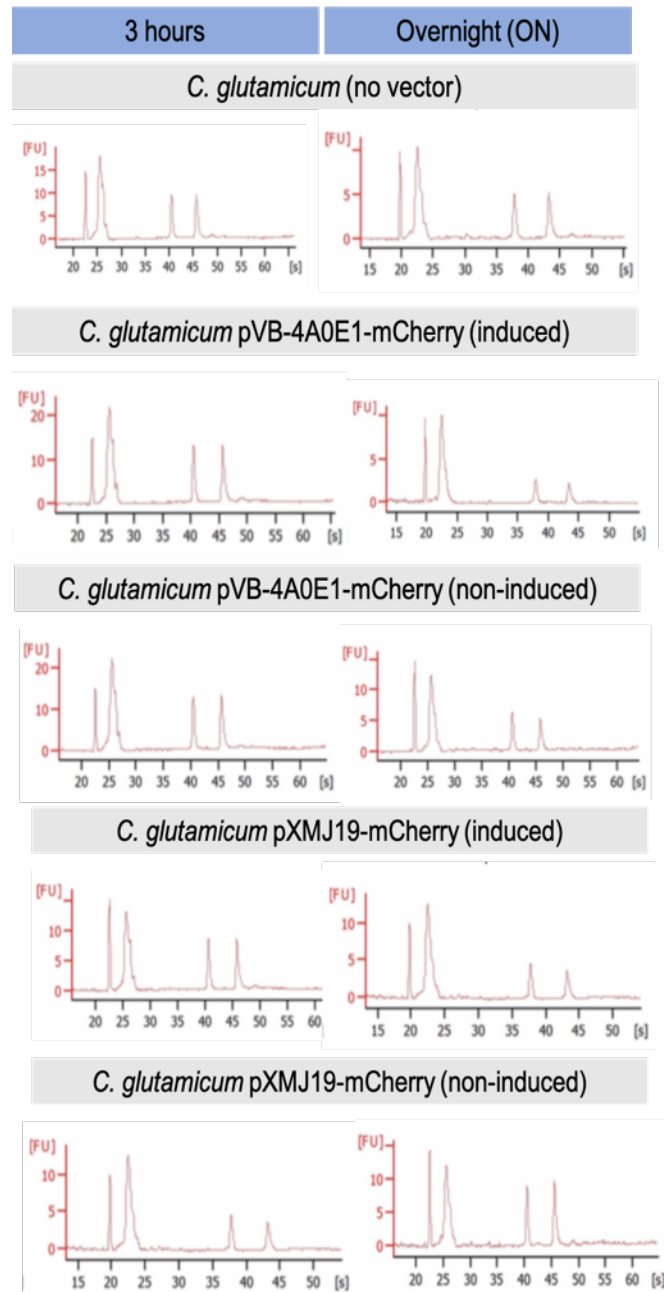 3 hours Overnight (ON)
C. glutamicum (no vector)
[FU] [FU]
15
10
5 5
0 0
20 25 30 35 40 45 50 55 60 [s] 15 20 25 30 35 40 45 50 [s]
C. glutamicum pVB-4A0E1-mCherry (induced)
[FU] [FU]
20
10 5
0 0
20 25 30 35 40 45 50 55 60 [s] 15 20 25 30 35 40 45 50 [s]
C. glutamicum pVB-4A0E1-mCherry (non-induced)
[FU] [FU]
20 15
10 10
5
0 0
20 25 30 35 40 45 50 55 60 [s] 20 25 30 35 40 45 50 55 60 [s]
C. glutamicum pXMJ19-mCherry (induced)
[FU] [FU]
10 10
5 5
0 0
20 25 30 35 40 45 50 55 60 15 20 25 30 35 40 45 50 [s]
C. glutamicum pXMJ19-mCherry (non-induced)
[FU] [FU]
10 10
5 5
0 0
15 20 25 30 35 40 45 50 [s] 20 25 30 35 40 45 50 55 60 [s]